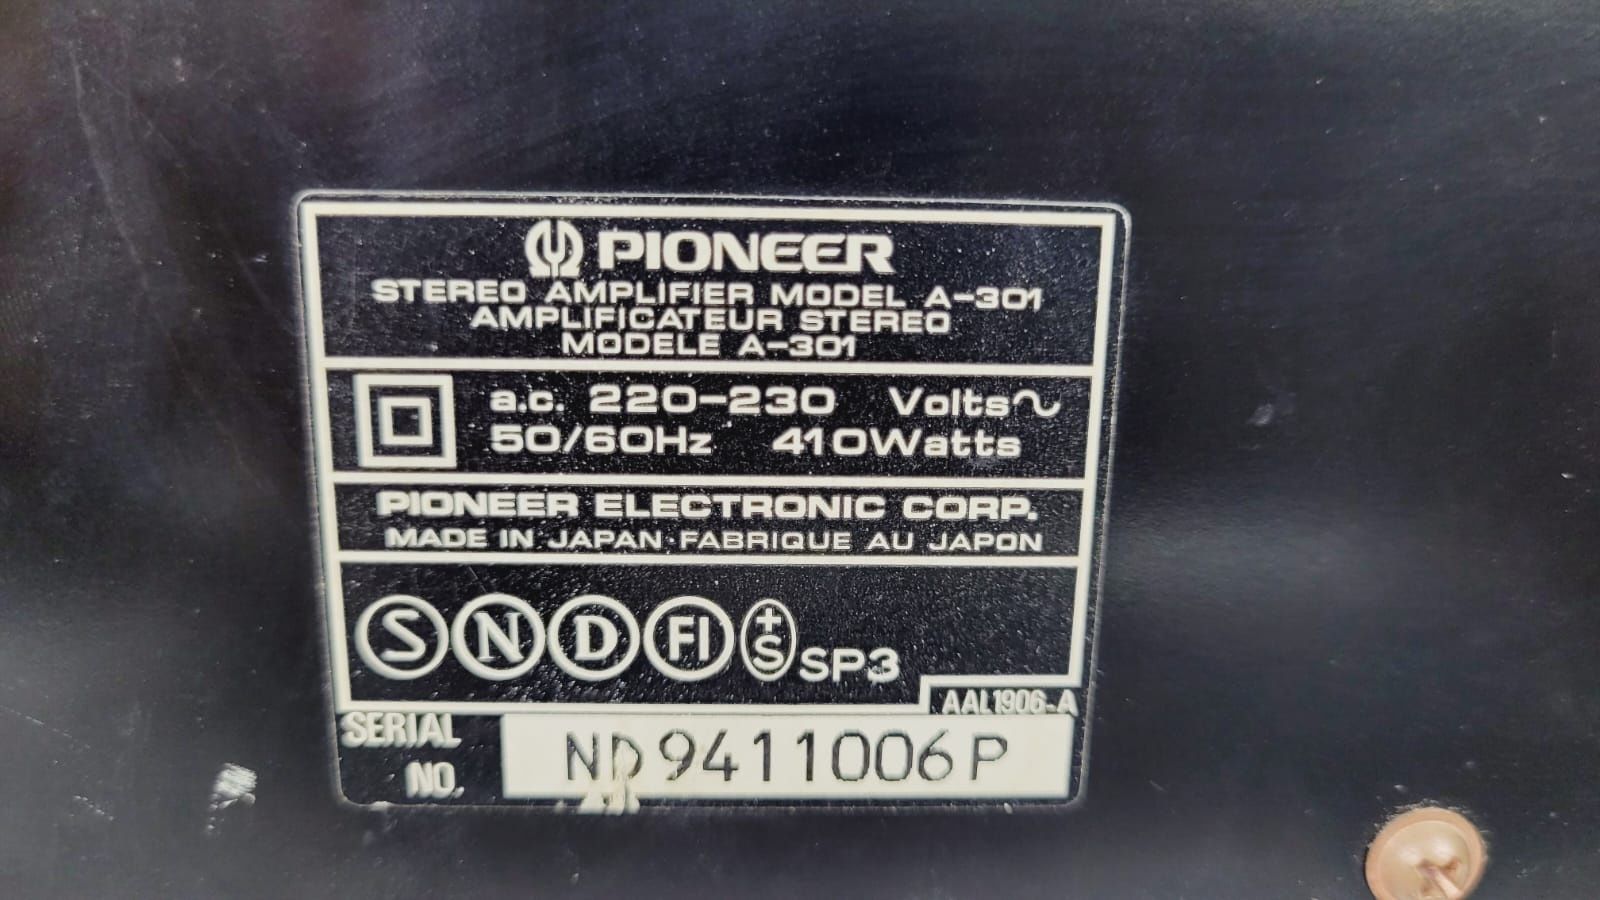 PIONEER
STEREO AMPLIFIER MODEL A-301
AMPLIFICATEUR STEREO
MODELE A-301
a.c. 220-230 Volts~
50/60Hz 410Watts
PIONEER ELECTRONIC CORP.
MADE IN JAPAN·FABRIQUE AU JAPON
S N D FI +S SP3
AAL1906-A
SERIAL NO. ND9411006P